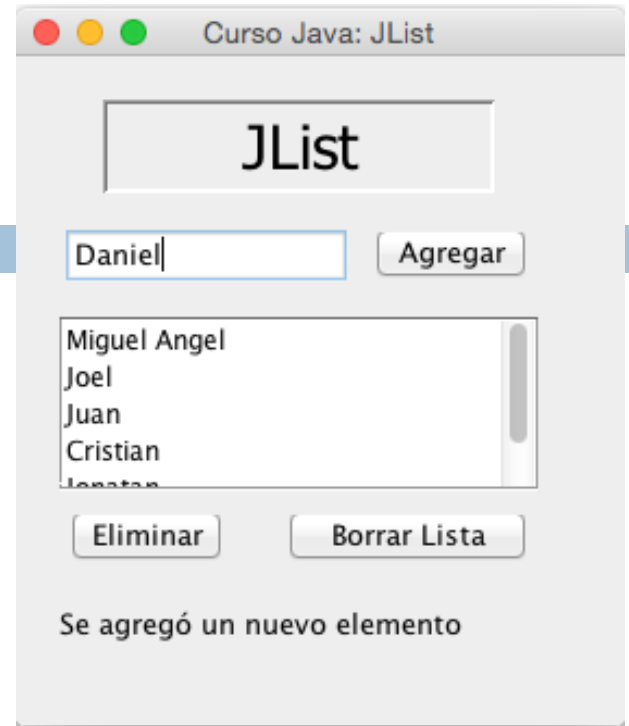 Curso Java: JList
JList
Daniel
Agregar
Miguel Angel
Joel
Juan
Cristian
Jonatan
Eliminar
Borrar Lista
Se agregó un nuevo elemento